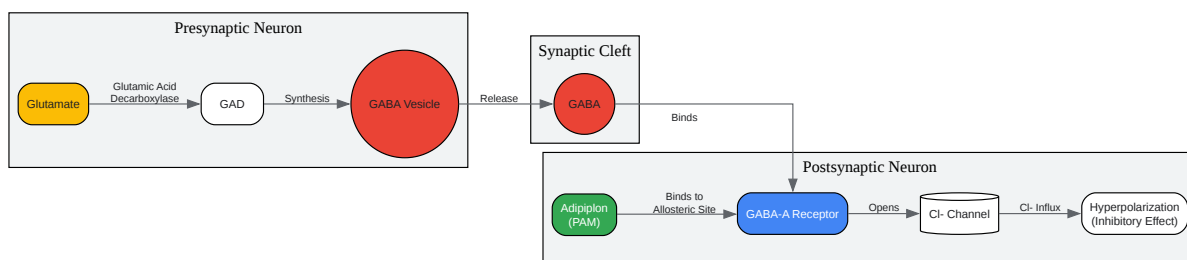 Presynaptic Neuron
Glutamate
Glutamic Acid
Decarboxylase
GAD
Synthesis
GABA Vesicle
Release
Synaptic Cleft
GABA
Binds
Postsynaptic Neuron
Adipiplon
(PAM)
Binds to
Allosteric Site
GABA-A Receptor
Opens
Cl- Channel
Cl- Influx
Hyperpolarization
(Inhibitory Effect)